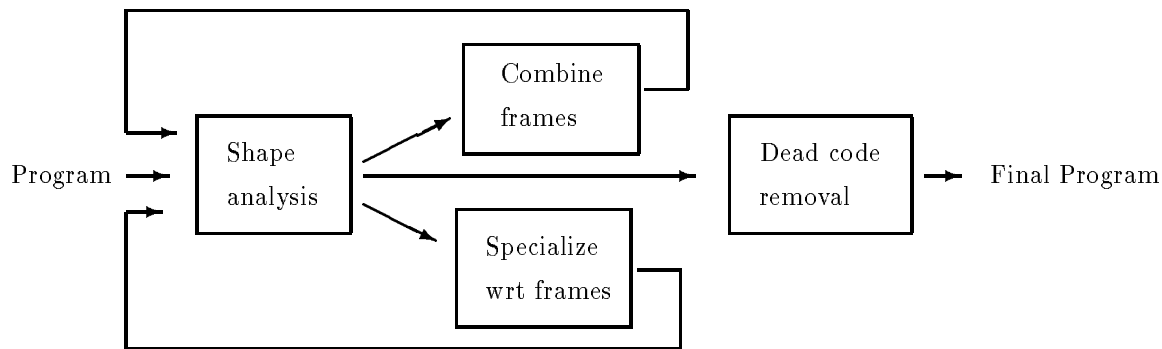 Program
Shape
analysis
Combine
frames
Specialize
wrt frames
Dead code
removal
Final Program